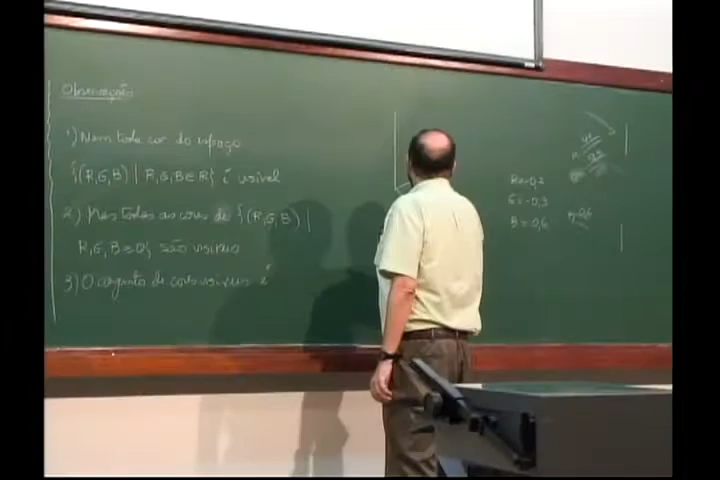 Observações
1) Nem toda cor do espaço
{(R,G,B) | R,G,B ∈ R} é visível
2) Nem todas as cores de {(R,G,B) |
R,G,B ≥ 0} são visíveis
3) O conjunto de cores visíveis é
R = -0,2
G = -0,3
B = 0,6